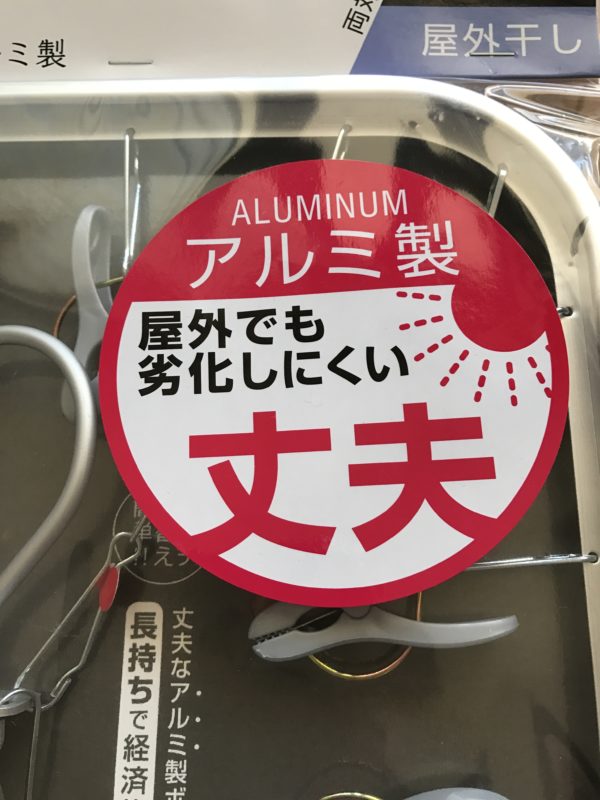 ミ製
屋外干し
ALUMINUM
アルミ製
屋外でも
劣化しにくい
丈夫
丈夫なアルミ製ボ
長持ちで経済